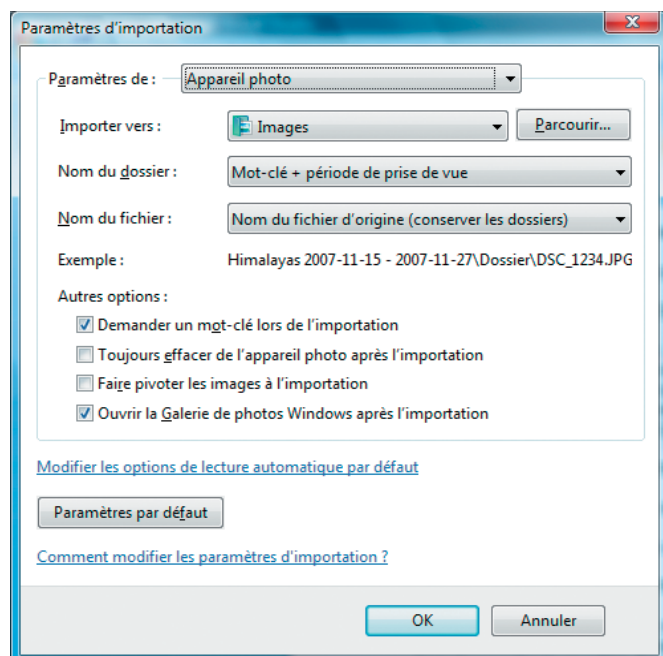 Paramètres d'importation
Paramètres de : Appareil photo
Importer vers : Images Parcourir...
Nom du dossier : Mot-clé + période de prise de vue
Nom du fichier : Nom du fichier d'origine (conserver les dossiers)
Exemple : Himalayas 2007-11-15 - 2007-11-27\Dossier\DSC_1234.JPG
Autres options :
Demander un mot-clé lors de l'importation
Toujours effacer de l'appareil photo après l'importation
Faire pivoter les images à l'importation
Ouvrir la Galerie de photos Windows après l'importation
Modifier les options de lecture automatique par défaut
Paramètres par défaut
Comment modifier les paramètres d'importation ?
OK Annuler